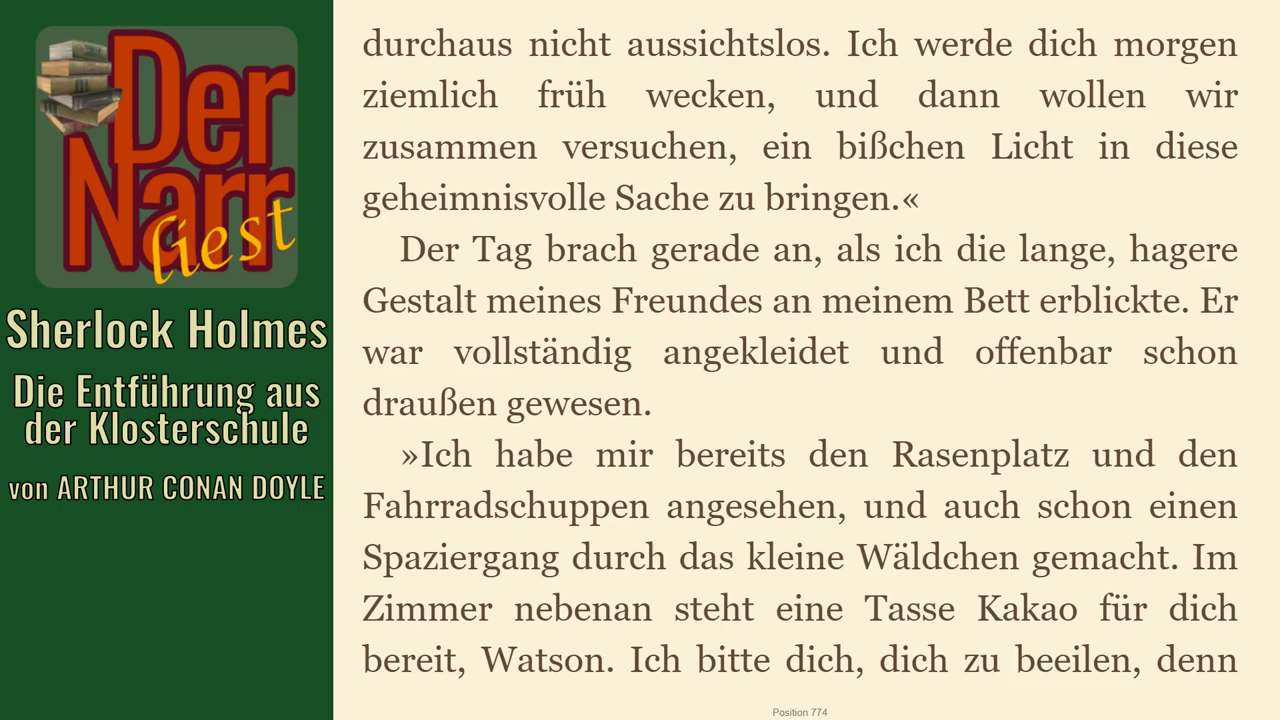 Der
Narr
liest
Sherlock Holmes
Die Entführung aus
der Klosterschule
von ARTHUR CONAN DOYLE
durchaus nicht aussichtslos. Ich werde dich morgen
ziemlich früh wecken, und dann wollen wir
zusammen versuchen, ein bißchen Licht in diese
geheimnisvolle Sache zu bringen.«
Der Tag brach gerade an, als ich die lange, hagere
Gestalt meines Freundes an meinem Bett erblickte. Er
war vollständig angekleidet und offenbar schon
draußen gewesen.
»Ich habe mir bereits den Rasenplatz und den
Fahrradschuppen angesehen, und auch schon einen
Spaziergang durch das kleine Wäldchen gemacht. Im
Zimmer nebenan steht eine Tasse Kakao für dich
bereit, Watson. Ich bitte dich, dich zu beeilen, denn
Position 774